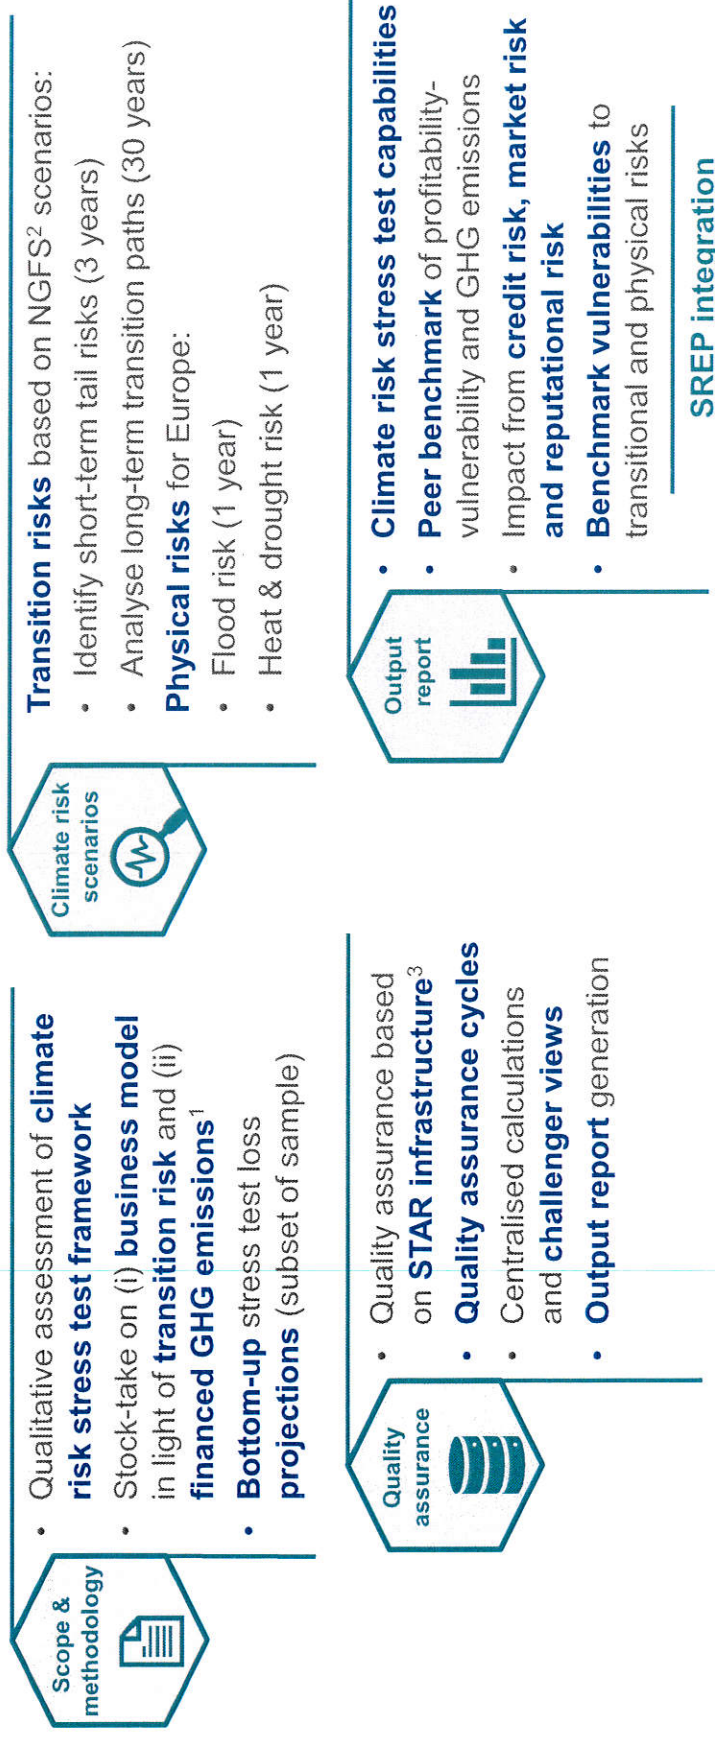 Scope &
methodology
• Qualitative assessment of climate
risk stress test framework
• Stock-take on (i) business model
in light of transition risk and (ii)
financed GHG emissions1
• Bottom-up stress test loss
projections (subset of sample)
Climate risk
scenarios
Transition risks based on NGFS2 scenarios:
• Identify short-term tail risks (3 years)
• Analyse long-term transition paths (30 years)
Physical risks for Europe:
• Flood risk (1 year)
• Heat & drought risk (1 year)
Quality
assurance
• Quality assurance based
on STAR infrastructure3
• Quality assurance cycles
• Centralised calculations
and challenger views
• Output report generation
Output
report
• Climate risk stress test capabilities
• Peer benchmark of profitability-
vulnerability and GHG emissions
• Impact from credit risk, market risk
and reputational risk
• Benchmark vulnerabilities to
transitional and physical risks
SREP integration